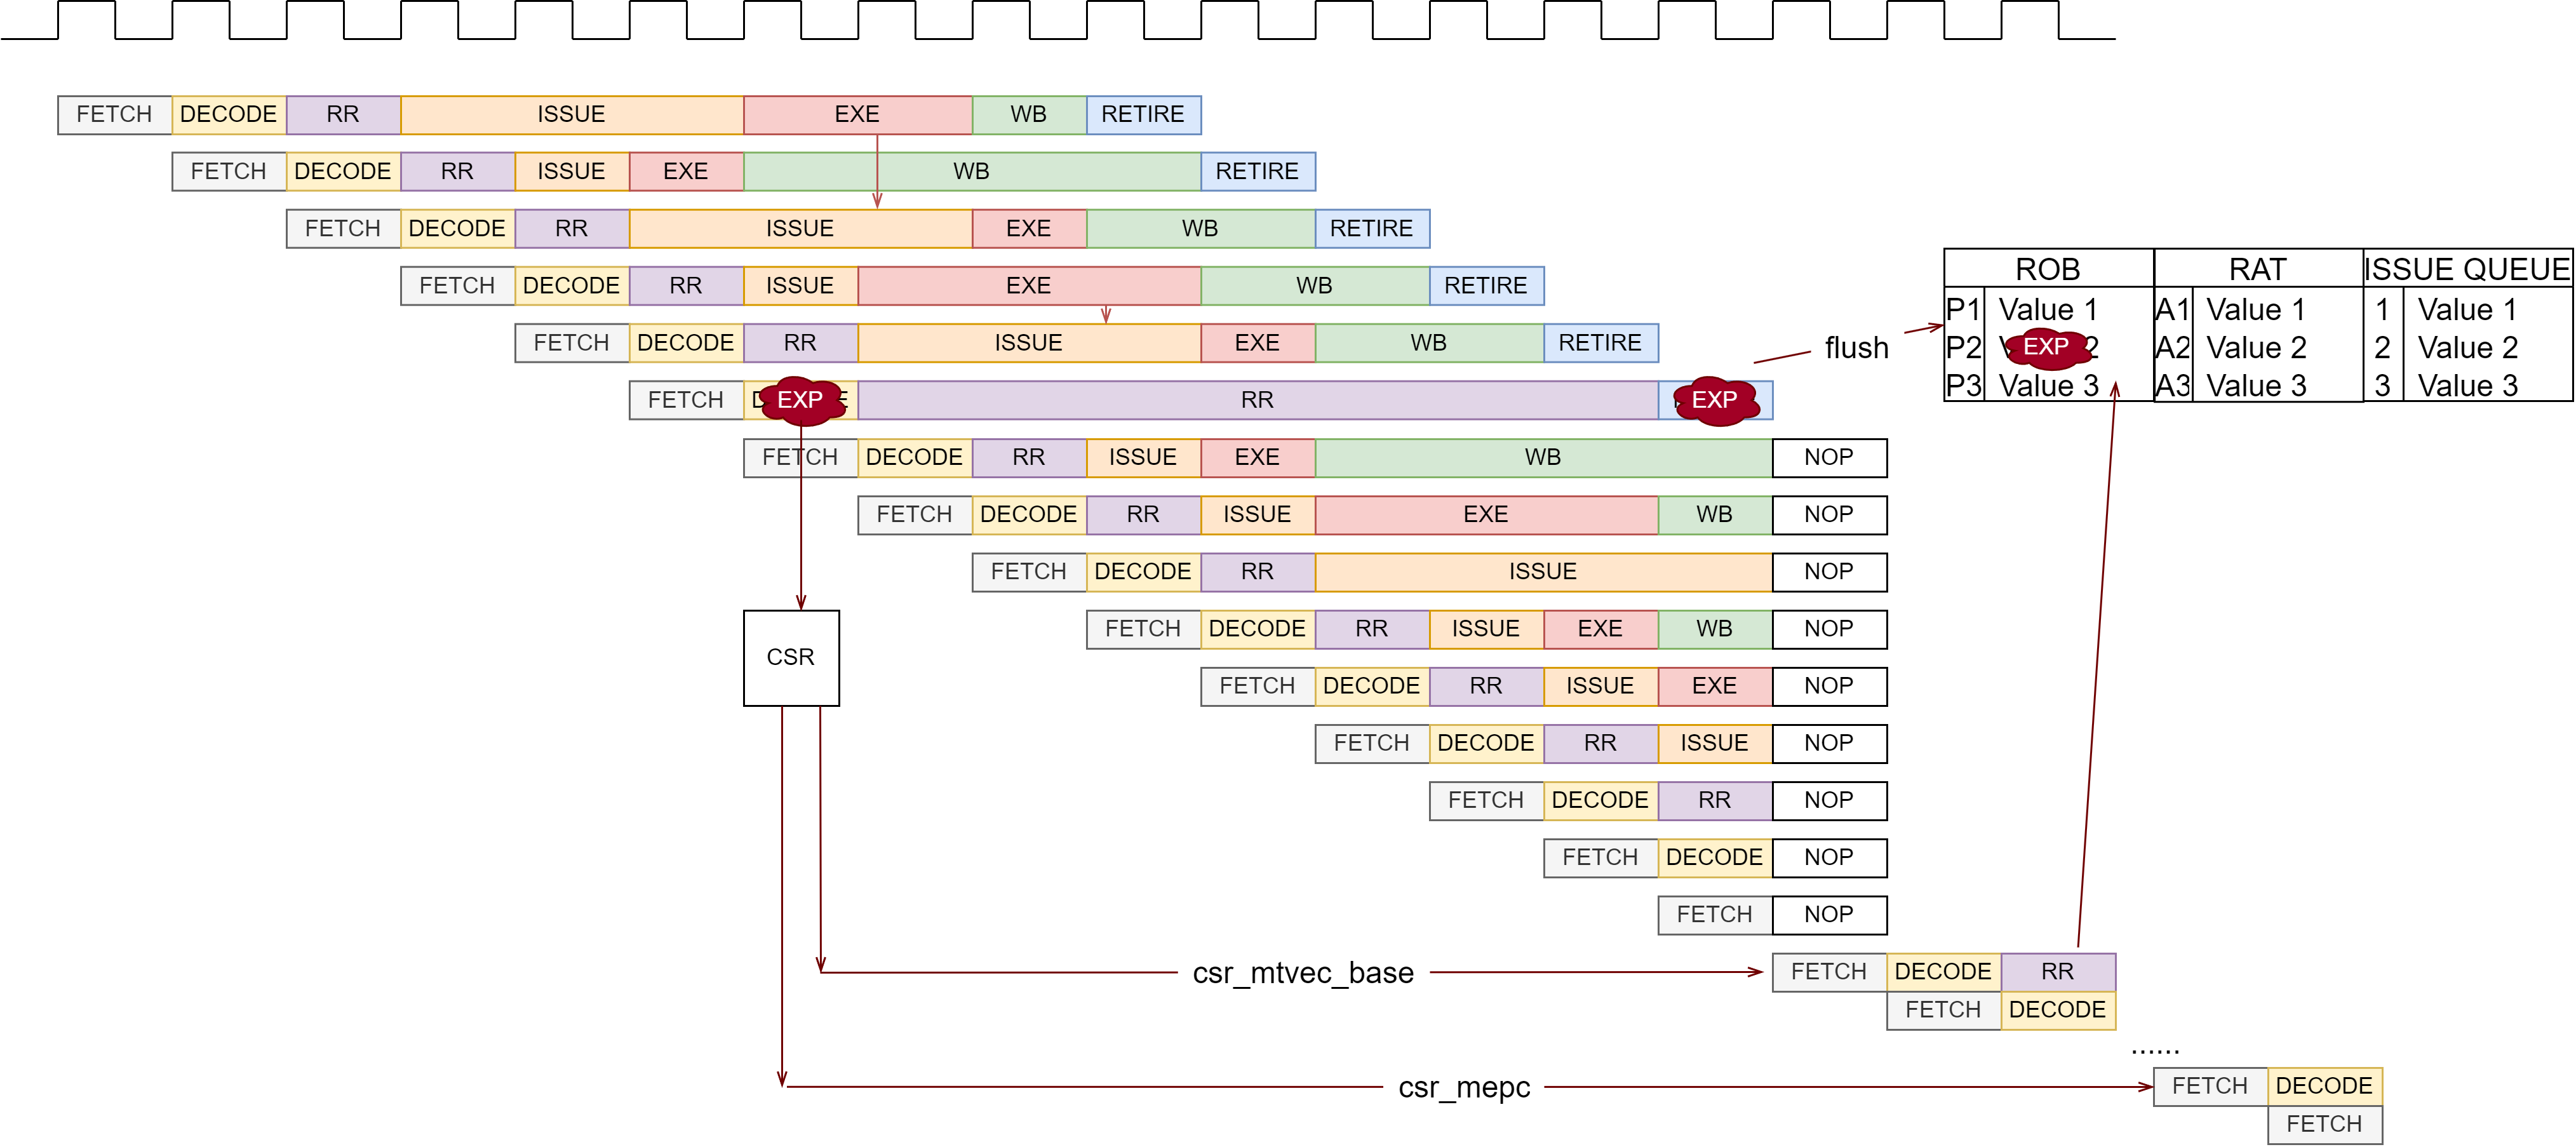 FETCH DECODE RR ISSUE EXE WB RETIRE
FETCH DECODE RR ISSUE EXE WB RETIRE
FETCH DECODE RR ISSUE EXE WB RETIRE
ROB RAT ISSUE QUEUE
FETCH DECODE RR ISSUE EXE WB RETIRE
P1 Value 1 A1 Value 1 1 Value 1
FETCH DECODE RR ISSUE EXE WB RETIRE
flush
P2 EXP 2 A2 Value 2 2 Value 2
P3 Value 3 A3 Value 3 3 Value 3
FETCH EXP RR EXP
FETCH DECODE RR ISSUE EXE WB NOP
FETCH DECODE RR ISSUE EXE WB NOP
FETCH DECODE RR ISSUE NOP
FETCH DECODE RR ISSUE EXE WB NOP
CSR
FETCH DECODE RR ISSUE EXE NOP
FETCH DECODE RR ISSUE NOP
FETCH DECODE RR NOP
FETCH DECODE NOP
FETCH NOP
csr_mtvec_base
FETCH DECODE RR
FETCH DECODE
......
csr_mepc
FETCH DECODE
FETCH